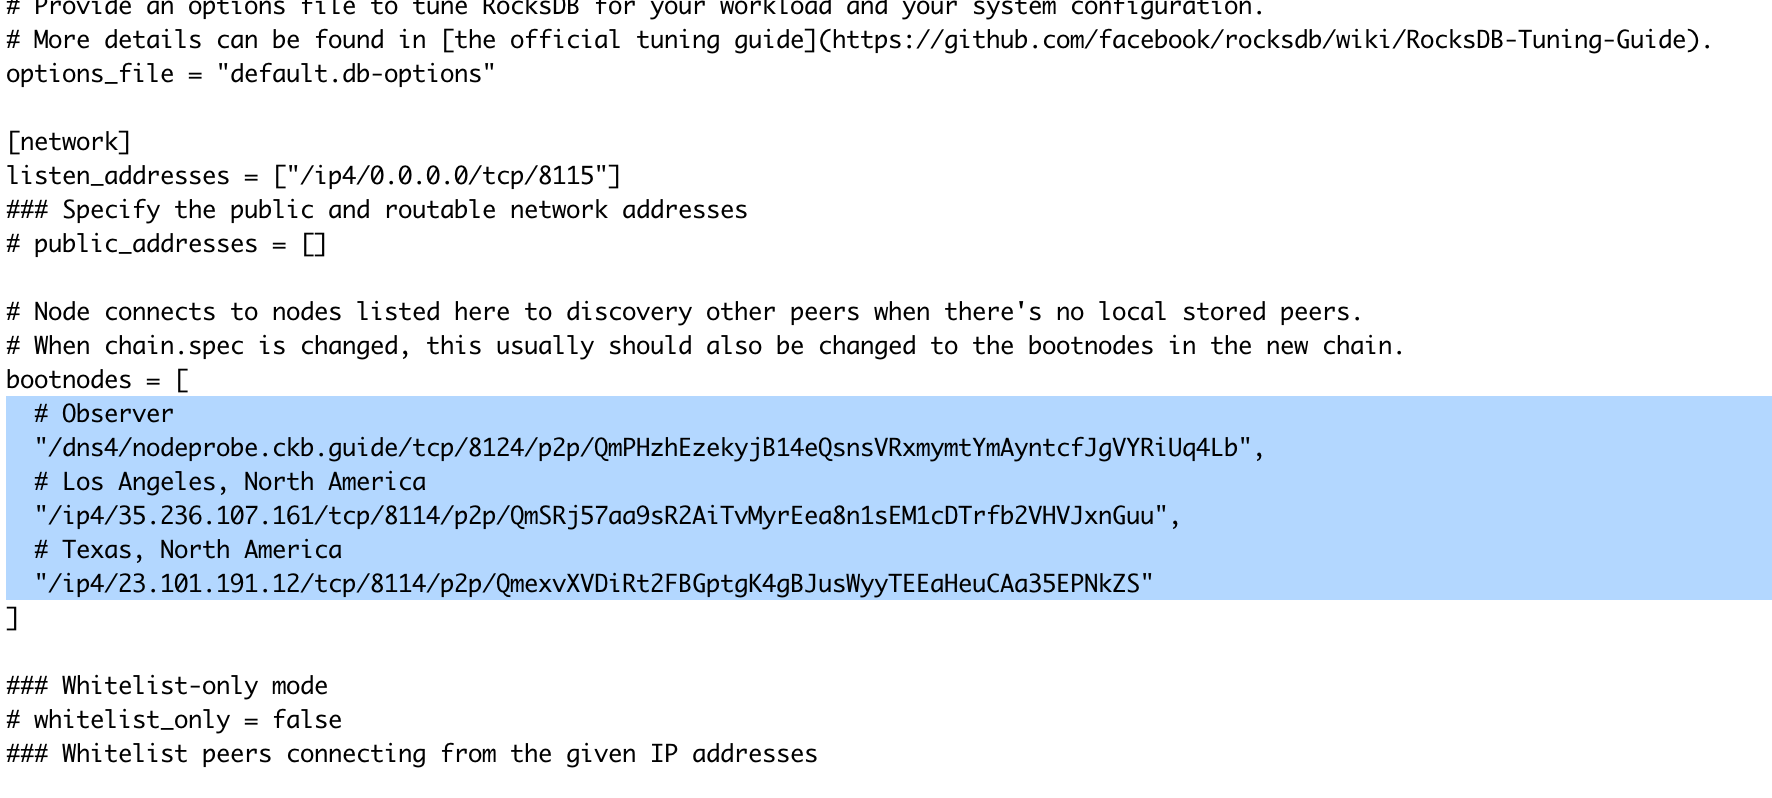 # Provide an options file to tune RocksDB for your workload and your system configuration.
# More details can be found in [the official tuning guide](https://github.com/facebook/rocksdb/wiki/RocksDB-Tuning-Guide).
options_file = "default.db-options"
[network]
listen_addresses = ["/ip4/0.0.0.0/tcp/8115"]
### Specify the public and routable network addresses
# public_addresses = []
# Node connects to nodes listed here to discovery other peers when there's no local stored peers.
# When chain.spec is changed, this usually should also be changed to the bootnodes in the new chain.
bootnodes = [
# Observer
"/dns4/nodeprobe.ckb.guide/tcp/8124/p2p/QmPHzhEzekyjB14eQsnsVRxmymtYmAyntcfJgVYRiUq4Lb",
# Los Angeles, North America
"/ip4/35.236.107.161/tcp/8114/p2p/QmSRj57aa9sR2AiTvMyrEea8n1sEM1cDTrfb2VHVJxnGuu",
# Texas, North America
"/ip4/23.101.191.12/tcp/8114/p2p/QmexvXVDiRt2FBGptgK4gBJusWyyTEEaHeuCAa35EPNkZS"
]
### Whitelist-only mode
# whitelist_only = false
### Whitelist peers connecting from the given IP addresses